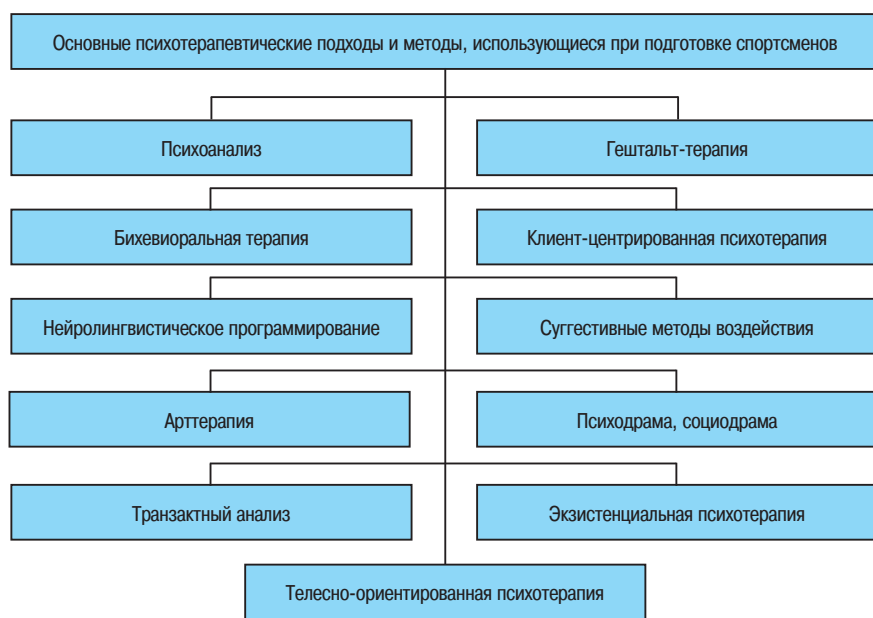 Основные психотерапевтические подходы и методы, использующиеся при подготовке спортсменов
Психоанализ
Гештальт-терапия
Бихевиоральная терапия
Клиент-центрированная психотерапия
Нейролингвистическое программирование
Суггестивные методы воздействия
Арттерапия
Психодрама, социодрама
Транзактный анализ
Экзистенциальная психотерапия
Телесно-ориентированная психотерапия